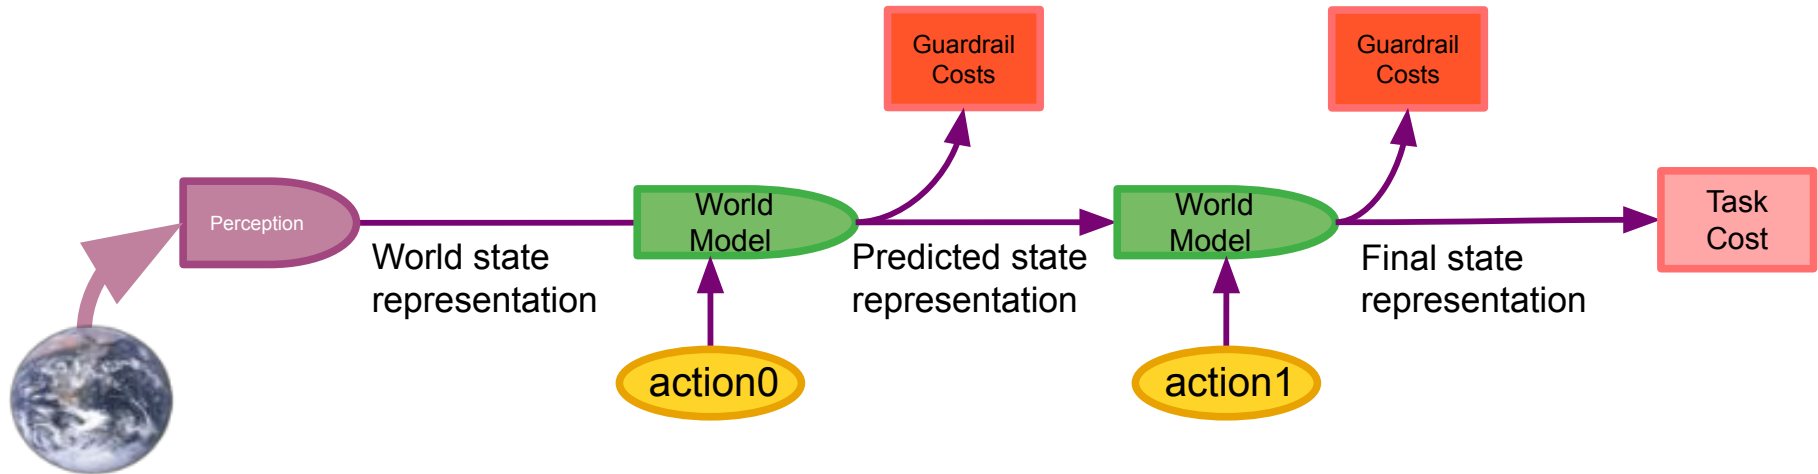 Guardrail
Costs
Guardrail
Costs
Perception
World
Model
World
Model
Task
Cost
World state
representation
Predicted state
representation
Final state
representation
action0
action1